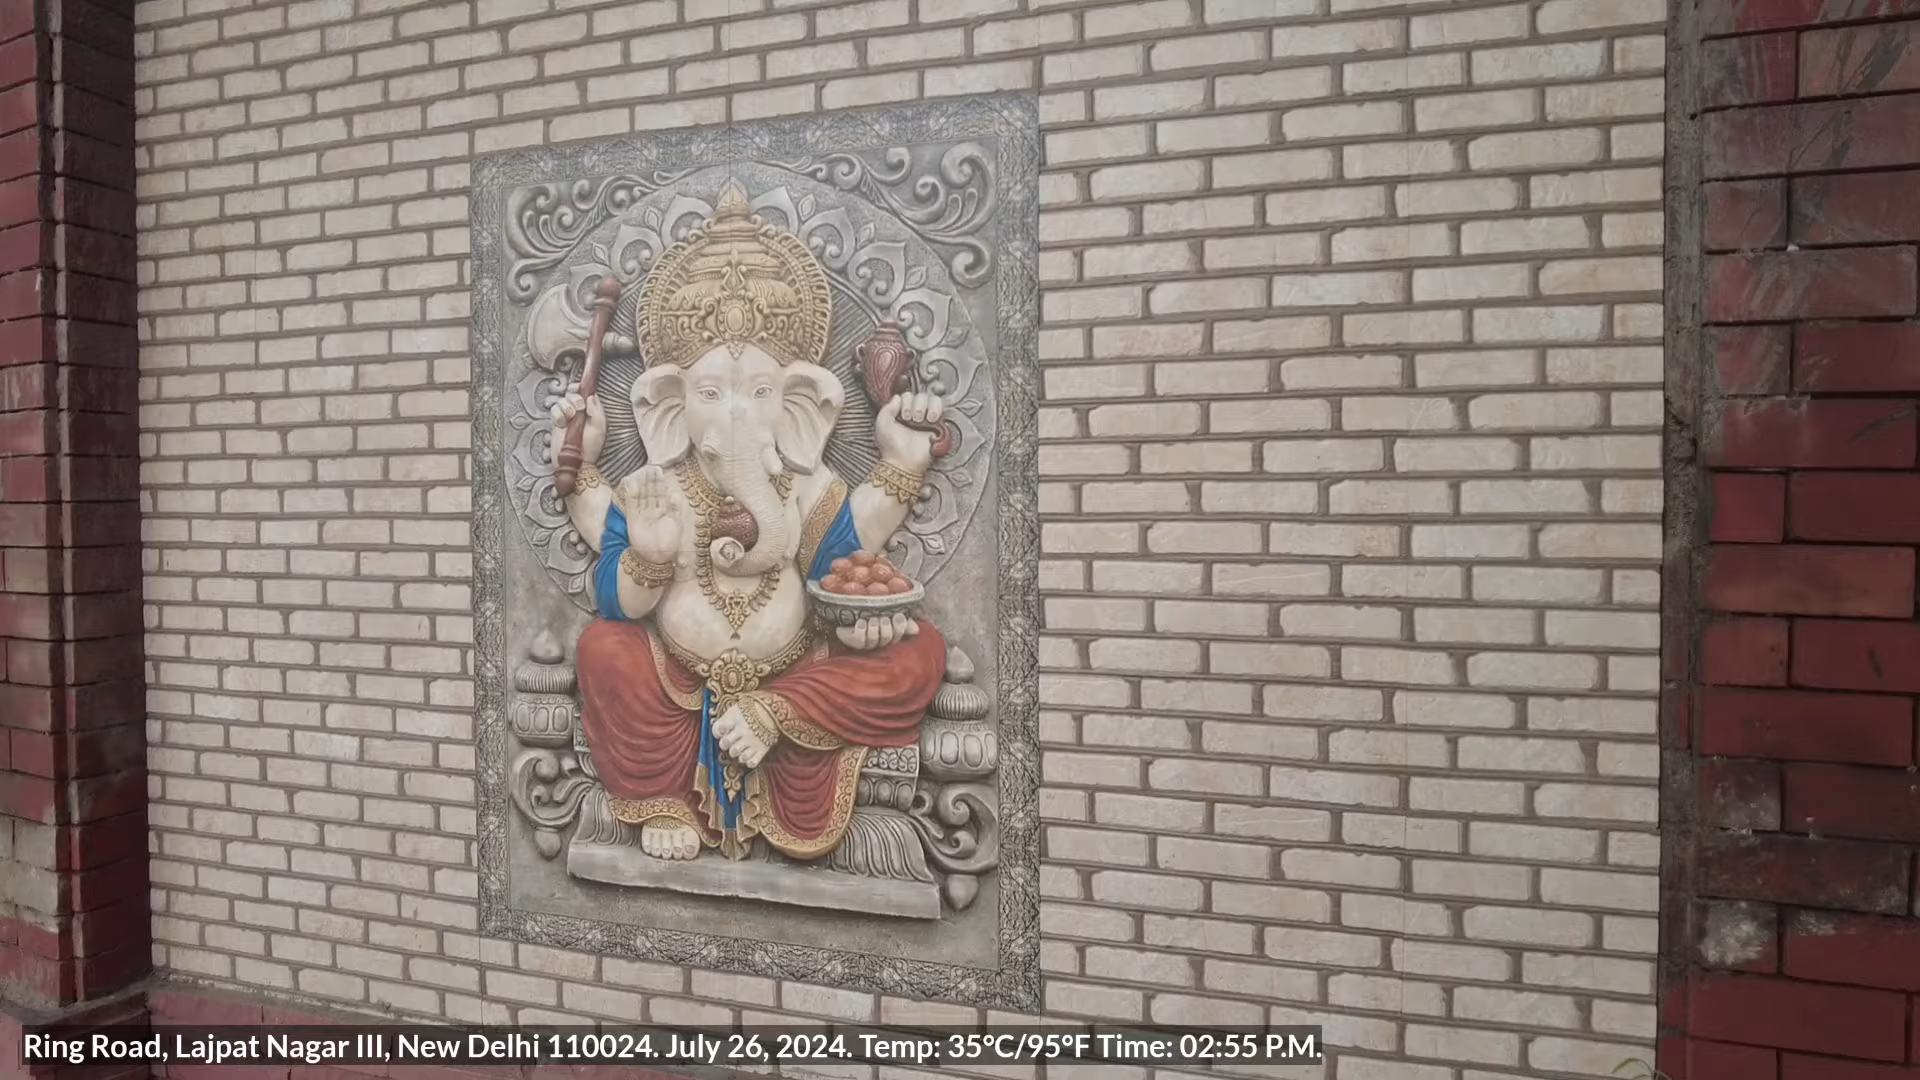 Ring Road, Lajpat Nagar III, New Delhi 110024. July 26, 2024. Temp: 35°C/95°F Time: 02:55 P.M.